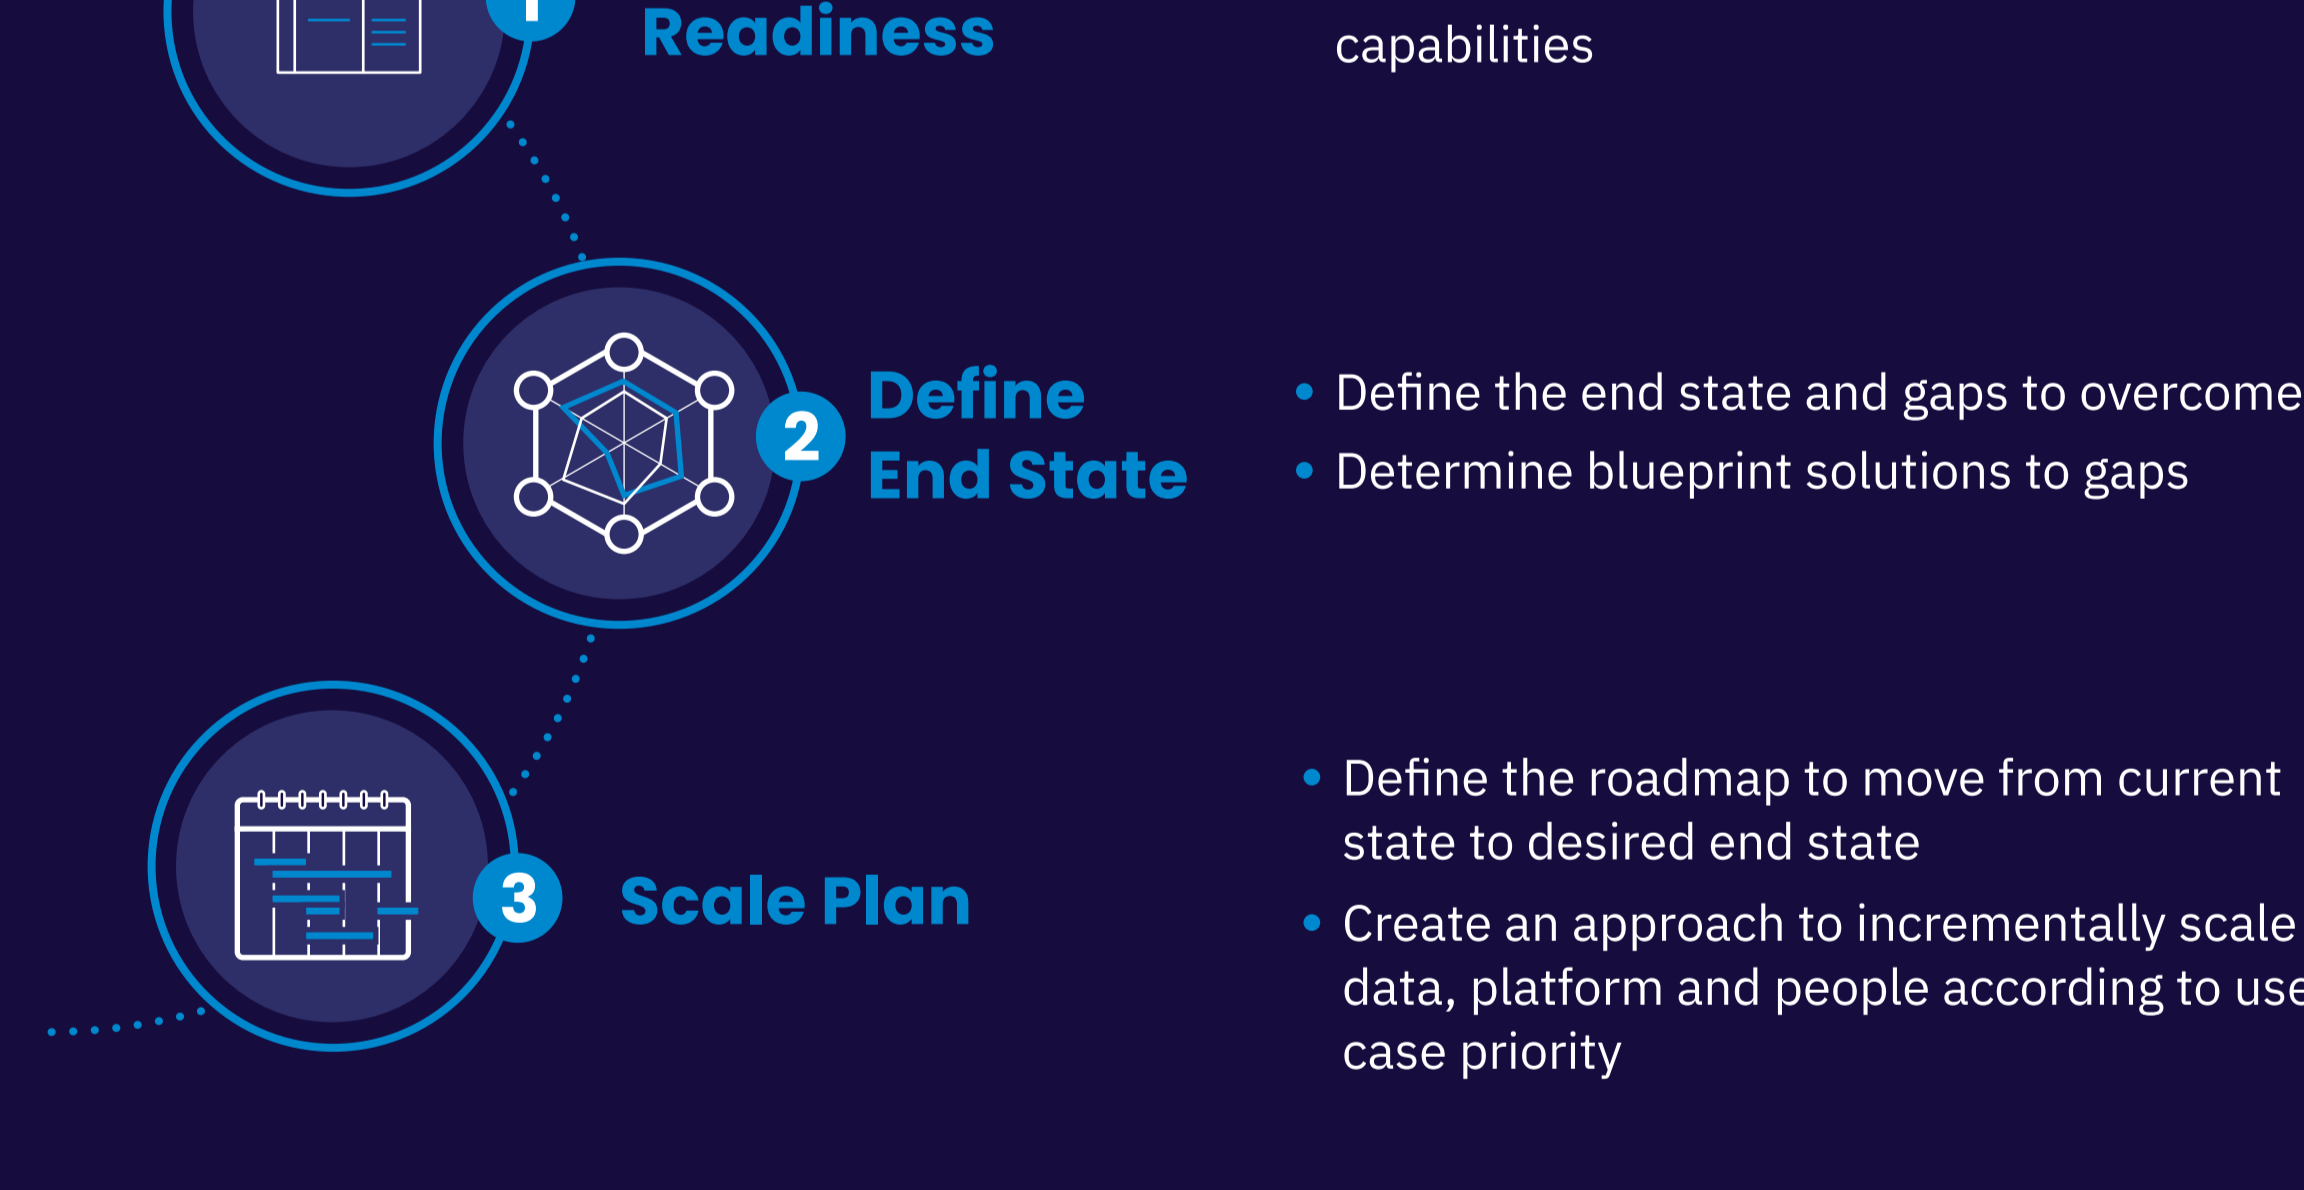 1
Readiness
capabilities
2
Define
End State
• Define the end state and gaps to overcome
• Determine blueprint solutions to gaps
3
Scale Plan
• Define the roadmap to move from current
state to desired end state
• Create an approach to incrementally scale
data, platform and people according to use
case priority